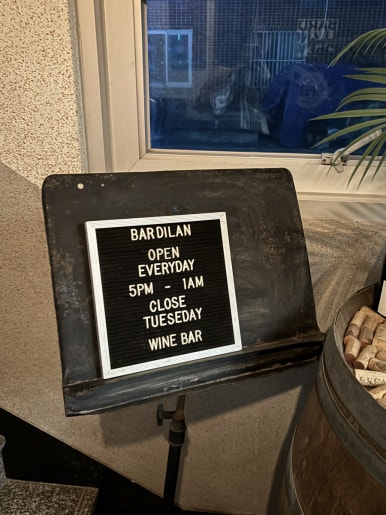 BARDILAN
OPEN
EVERYDAY
5PM - 1AM
CLOSE
TUESEDAY
WINE BAR